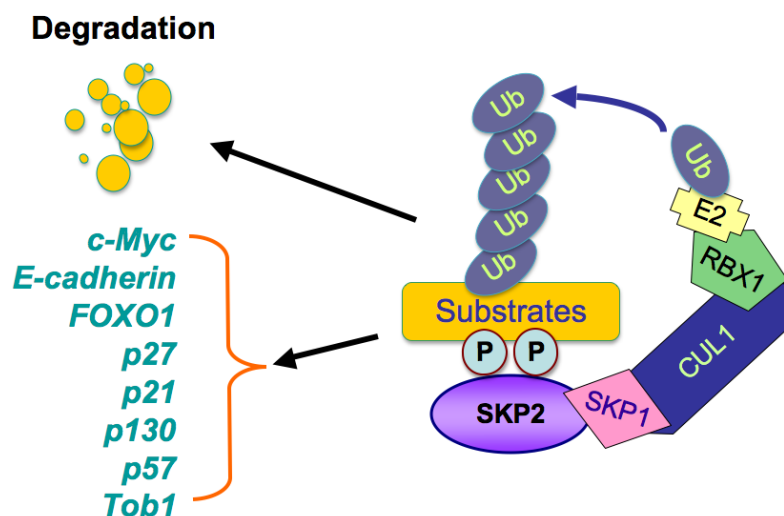 Degradation
Ub
Ub
Ub
Ub
Ub
Ub
E2
RBX1
CUL1
SKP1
Substrates
P P
SKP2
c-Myc
E-cadherin
FOXO1
p27
p21
p130
p57
Tob1